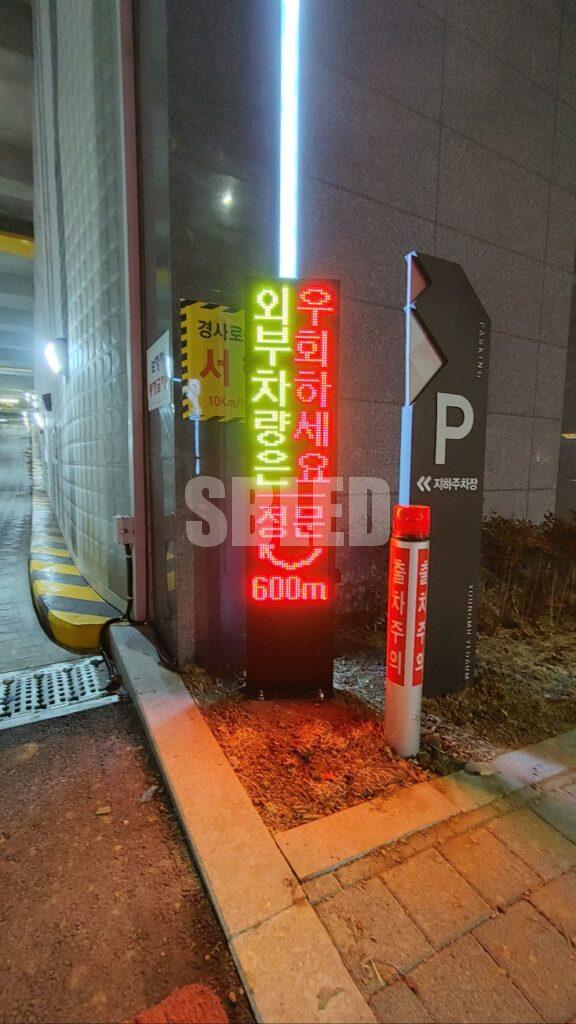 외부차량은
우회하세요
정문
600m
경사로
서
10Km/h
PARKING
P
지하주차장
출차주의
출차주의
SBLED